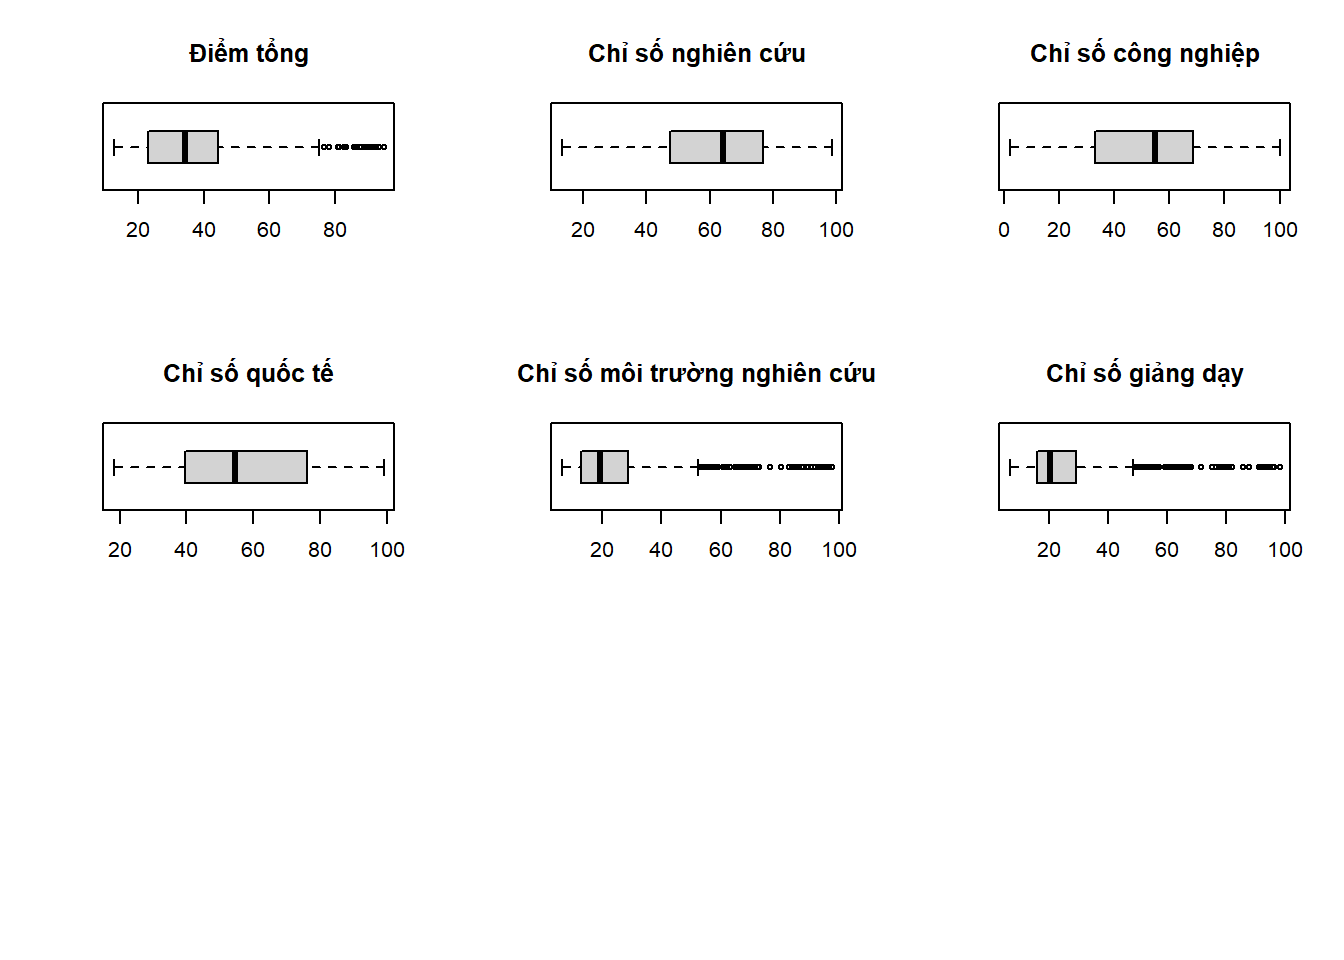 Điểm tổng
20 40 60 80
Chỉ số nghiên cứu
20 40 60 80 100
Chỉ số công nghiệp
0 20 40 60 80 100
Chỉ số quốc tế
20 40 60 80 100
Chỉ số môi trường nghiên cứu
20 40 60 80 100
Chỉ số giảng dạy
20 40 60 80 100